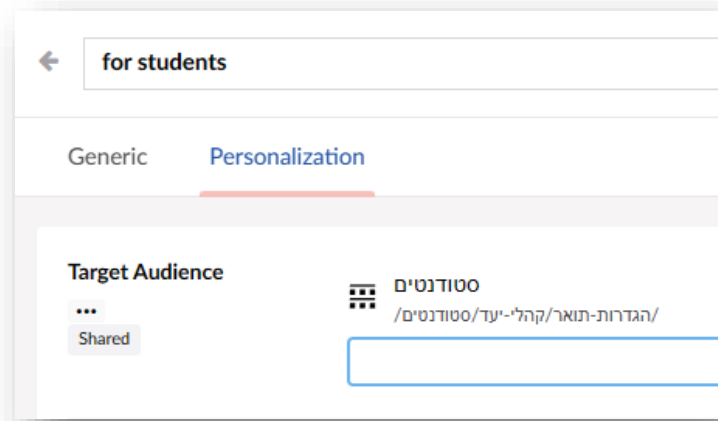 for students
Generic Personalization
Target Audience
...
Shared
סטודנטים
/הגדרות-תואר/קהלי-יעד/סטודנטים/